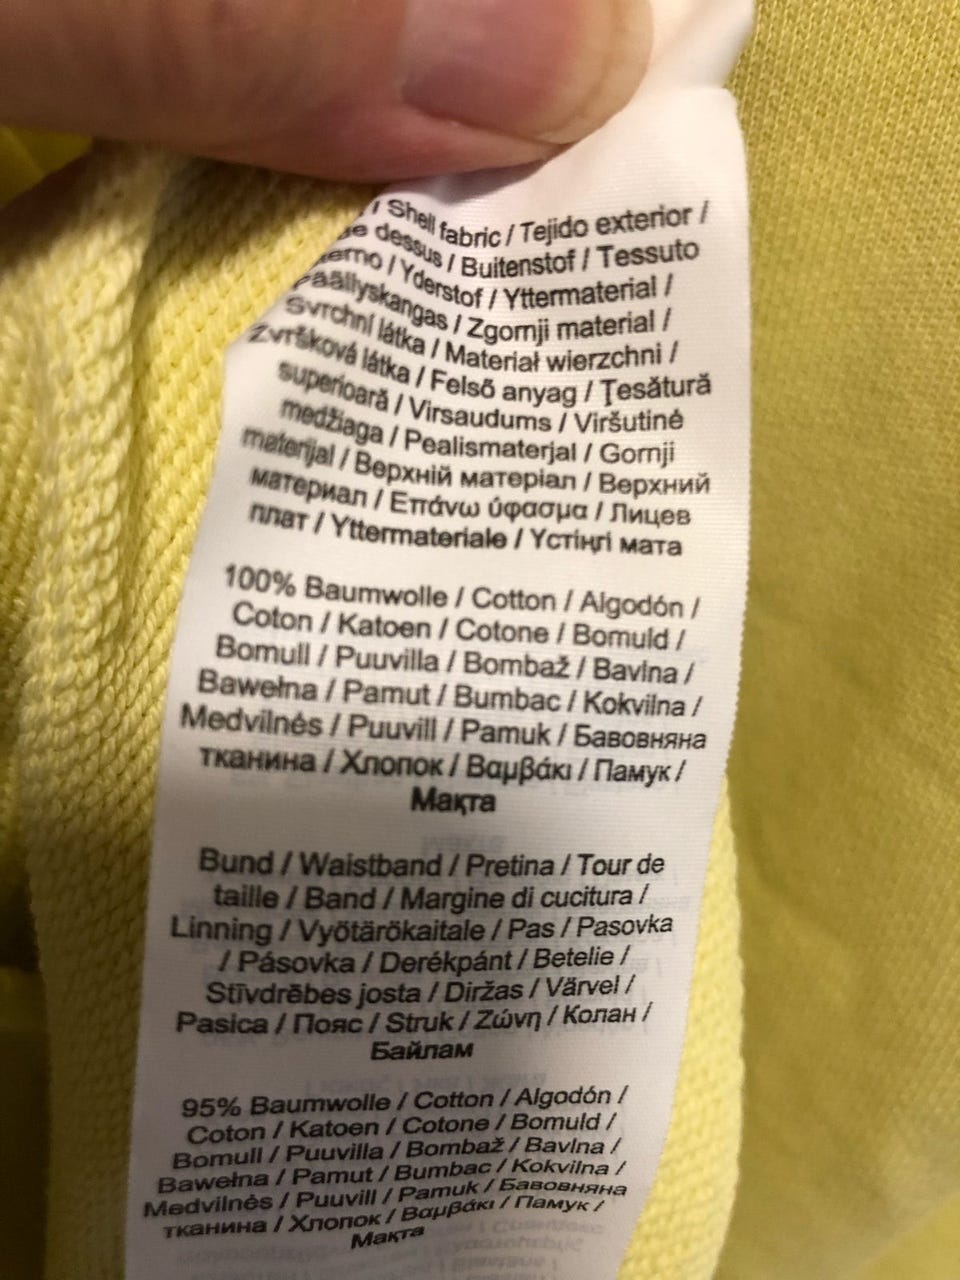 / Shell fabric / Tejido exterior /
dessus / Buitenstof / Tessuto
/ Yderstof / Yttermaterial /
Päällyskangas / Zgornji material /
Svrchní látka / Materiał wierzchni /
Zvršková látka / Felső anyag / Ţesătură
superioară / Virsaudums / Viršutinė
medžiaga / Pealismaterjal / Gornji
materijal / Верхній матеріал / Верхний
материал / Επάνω ύφασμα / Лицев
плат / Yttermateriale / Үстіңгі мата
100% Baumwolle / Cotton / Algodón /
Coton / Katoen / Cotone / Bomuld /
Bomull / Puuvilla / Bombaž / Bavlna /
Bawełna / Pamut / Bumbac / Kokvilna /
Medvilnės / Puuvill / Pamuk / Бавовняна
тканина / Хлопок / Βαμβάκι / Памук /
Мақта
Bund / Waistband / Pretina / Tour de
taille / Band / Margine di cucitura /
Linning / Vyötärökaitale / Pas / Pasovka
/ Pásovka / Derékpánt / Betelie /
Stīvdrēbes josta / Diržas / Värvel /
Pasica / Пояс / Struk / Ζώνη / Колан /
Байлам
95% Baumwolle / Cotton / Algodón /
Coton / Katoen / Cotone / Bomuld /
Bomull / Puuvilla / Bombaž / Bavlna /
Bawełna / Pamut / Bumbac / Kokvilna /
Medvilnės / Puuvill / Pamuk / Бавовняна
тканина / Хлопок / Βαμβάκι / Памук /
Мақта